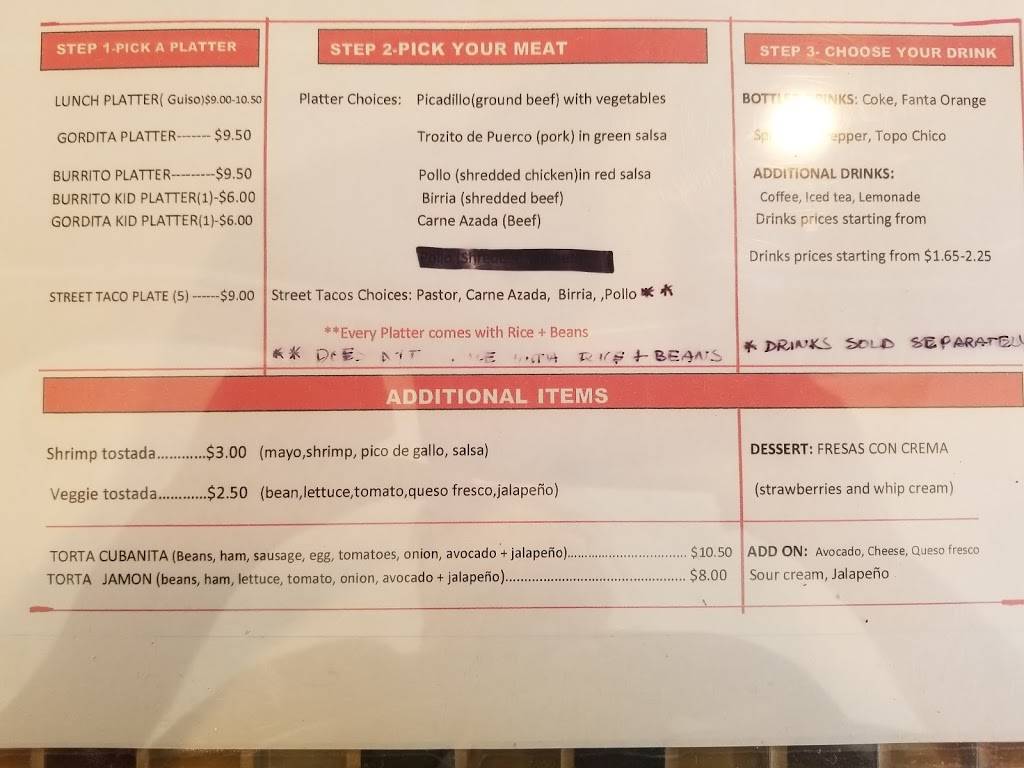 STEP 1-PICK A PLATTER
LUNCH PLATTER( Guiso)$9.00-10.50
GORDITA PLATTER------- $9.50
BURRITO PLATTER---------$9.50
BURRITO KID PLATTER(1)-$6.00
GORDITA KID PLATTER(1)-$6.00
STREET TACO PLATE (5) ------$9.00
STEP 2-PICK YOUR MEAT
Platter Choices: Picadillo(ground beef) with vegetables
Trozito de Puerco (pork) in green salsa
Pollo (shredded chicken)in red salsa
Birria (shredded beef)
Carne Azada (Beef)
Street Tacos Choices: Pastor, Carne Azada, Birria, ,Pollo **
**Every Platter comes with Rice + Beans
** WITH RICE + BEANS
STEP 3- CHOOSE YOUR DRINK
Coke, Fanta Orange
Topo Chico
ADDITIONAL DRINKS:
Coffee, Iced tea, Lemonade
Drinks prices starting from
Drinks prices starting from $1.65-2.25
* DRINKS SOLD SEPARATELY
ADDITIONAL ITEMS
Shrimp tostada............$3.00 (mayo,shrimp, pico de gallo, salsa)
Veggie tostada............$2.50 (bean,lettuce,tomato,queso fresco,jalapeño)
DESSERT: FRESAS CON CREMA
(strawberries and whip cream)
TORTA CUBANITA (Beans, ham, sausage, egg, tomatoes, onion, avocado + jalapeño)................................ $10.50
TORTA JAMON (beans, ham, lettuce, tomato, onion, avocado + jalapeño)................................................ $8.00
ADD ON: Avocado, Cheese, Queso fresco
Sour cream, Jalapeño